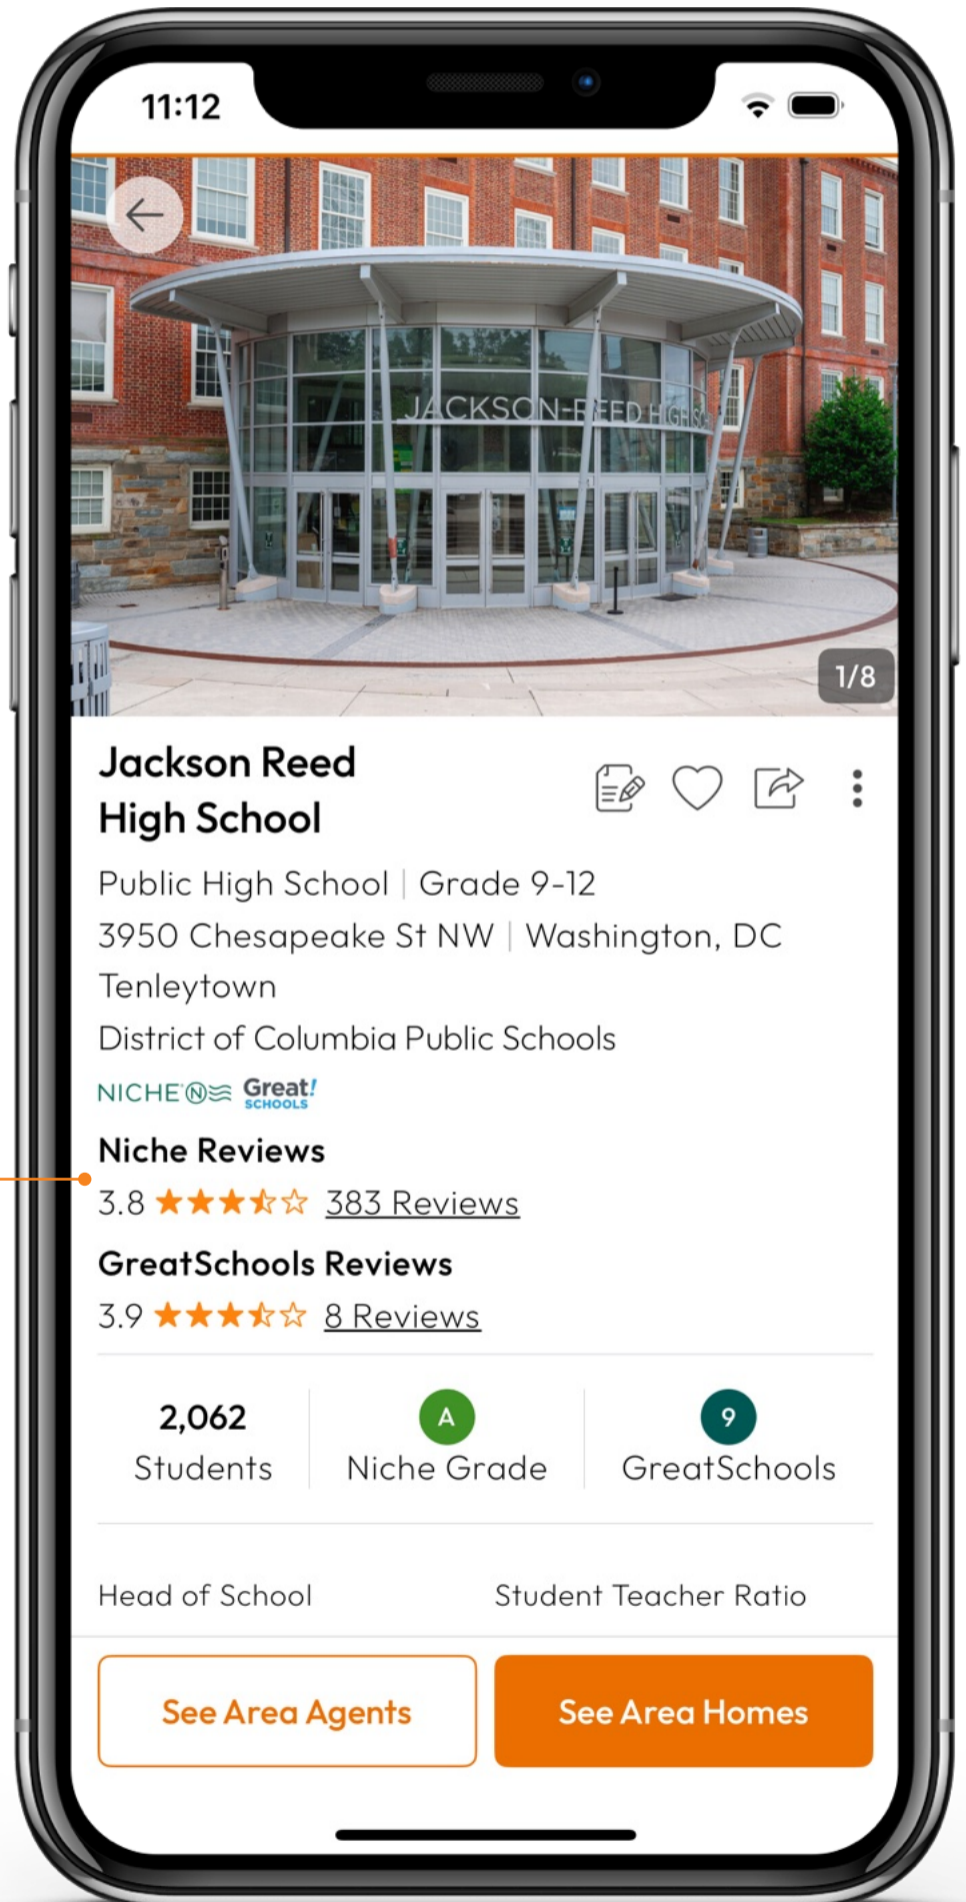 11:12
JACKSON-REED HIGH SC
1/8
Jackson Reed
High School
Public High School | Grade 9-12
3950 Chesapeake St NW | Washington, DC
Tenleytown
District of Columbia Public Schools
NICHE N Great! SCHOOLS
Niche Reviews
3.8 383 Reviews
GreatSchools Reviews
3.9 8 Reviews
2,062 A 9
Students Niche Grade GreatSchools
Head of School Student Teacher Ratio
See Area Agents See Area Homes